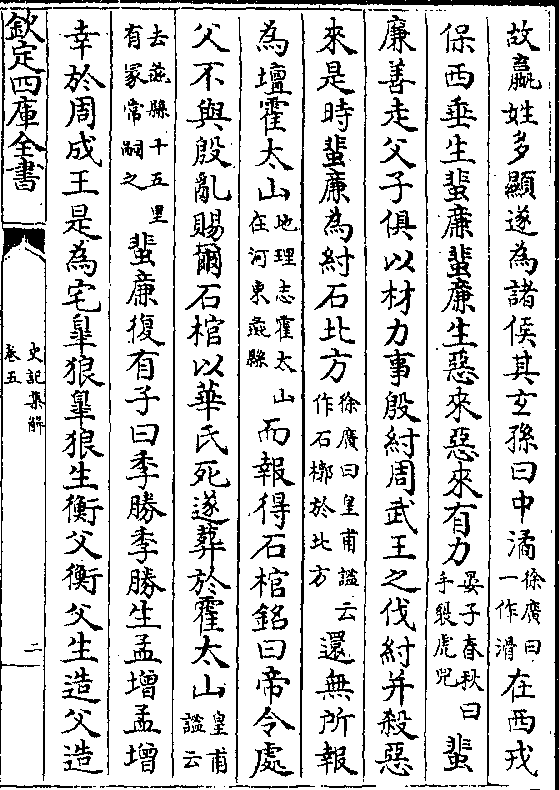 故嬴姓多顯遂為諸侯其玄孫曰中潏徐廣曰一作滑在西戎
保西垂生蜚廉蜚廉生惡來惡來有力晏子春秋曰手裂虎兕蜚
廉善走父子俱以材力事殷紂周武王之伐紂并殺惡
來是時蜚廉為紂石北方徐廣曰皇甫謐云作石槨於北方還無所報
為壇霍太山地理志霍太山在河東彘縣而報得石棺銘曰帝令處
父不與殷亂賜爾石棺以華氏死遂葬於霍太山皇甫謐云
去彘縣十五里有冢常嗣之蜚廉復有子曰季勝季勝生孟增孟增
幸於周成王是為宅臯狼臯狼生衡父衡父生造父造
欽定四庫全書
史記集解
卷五
二